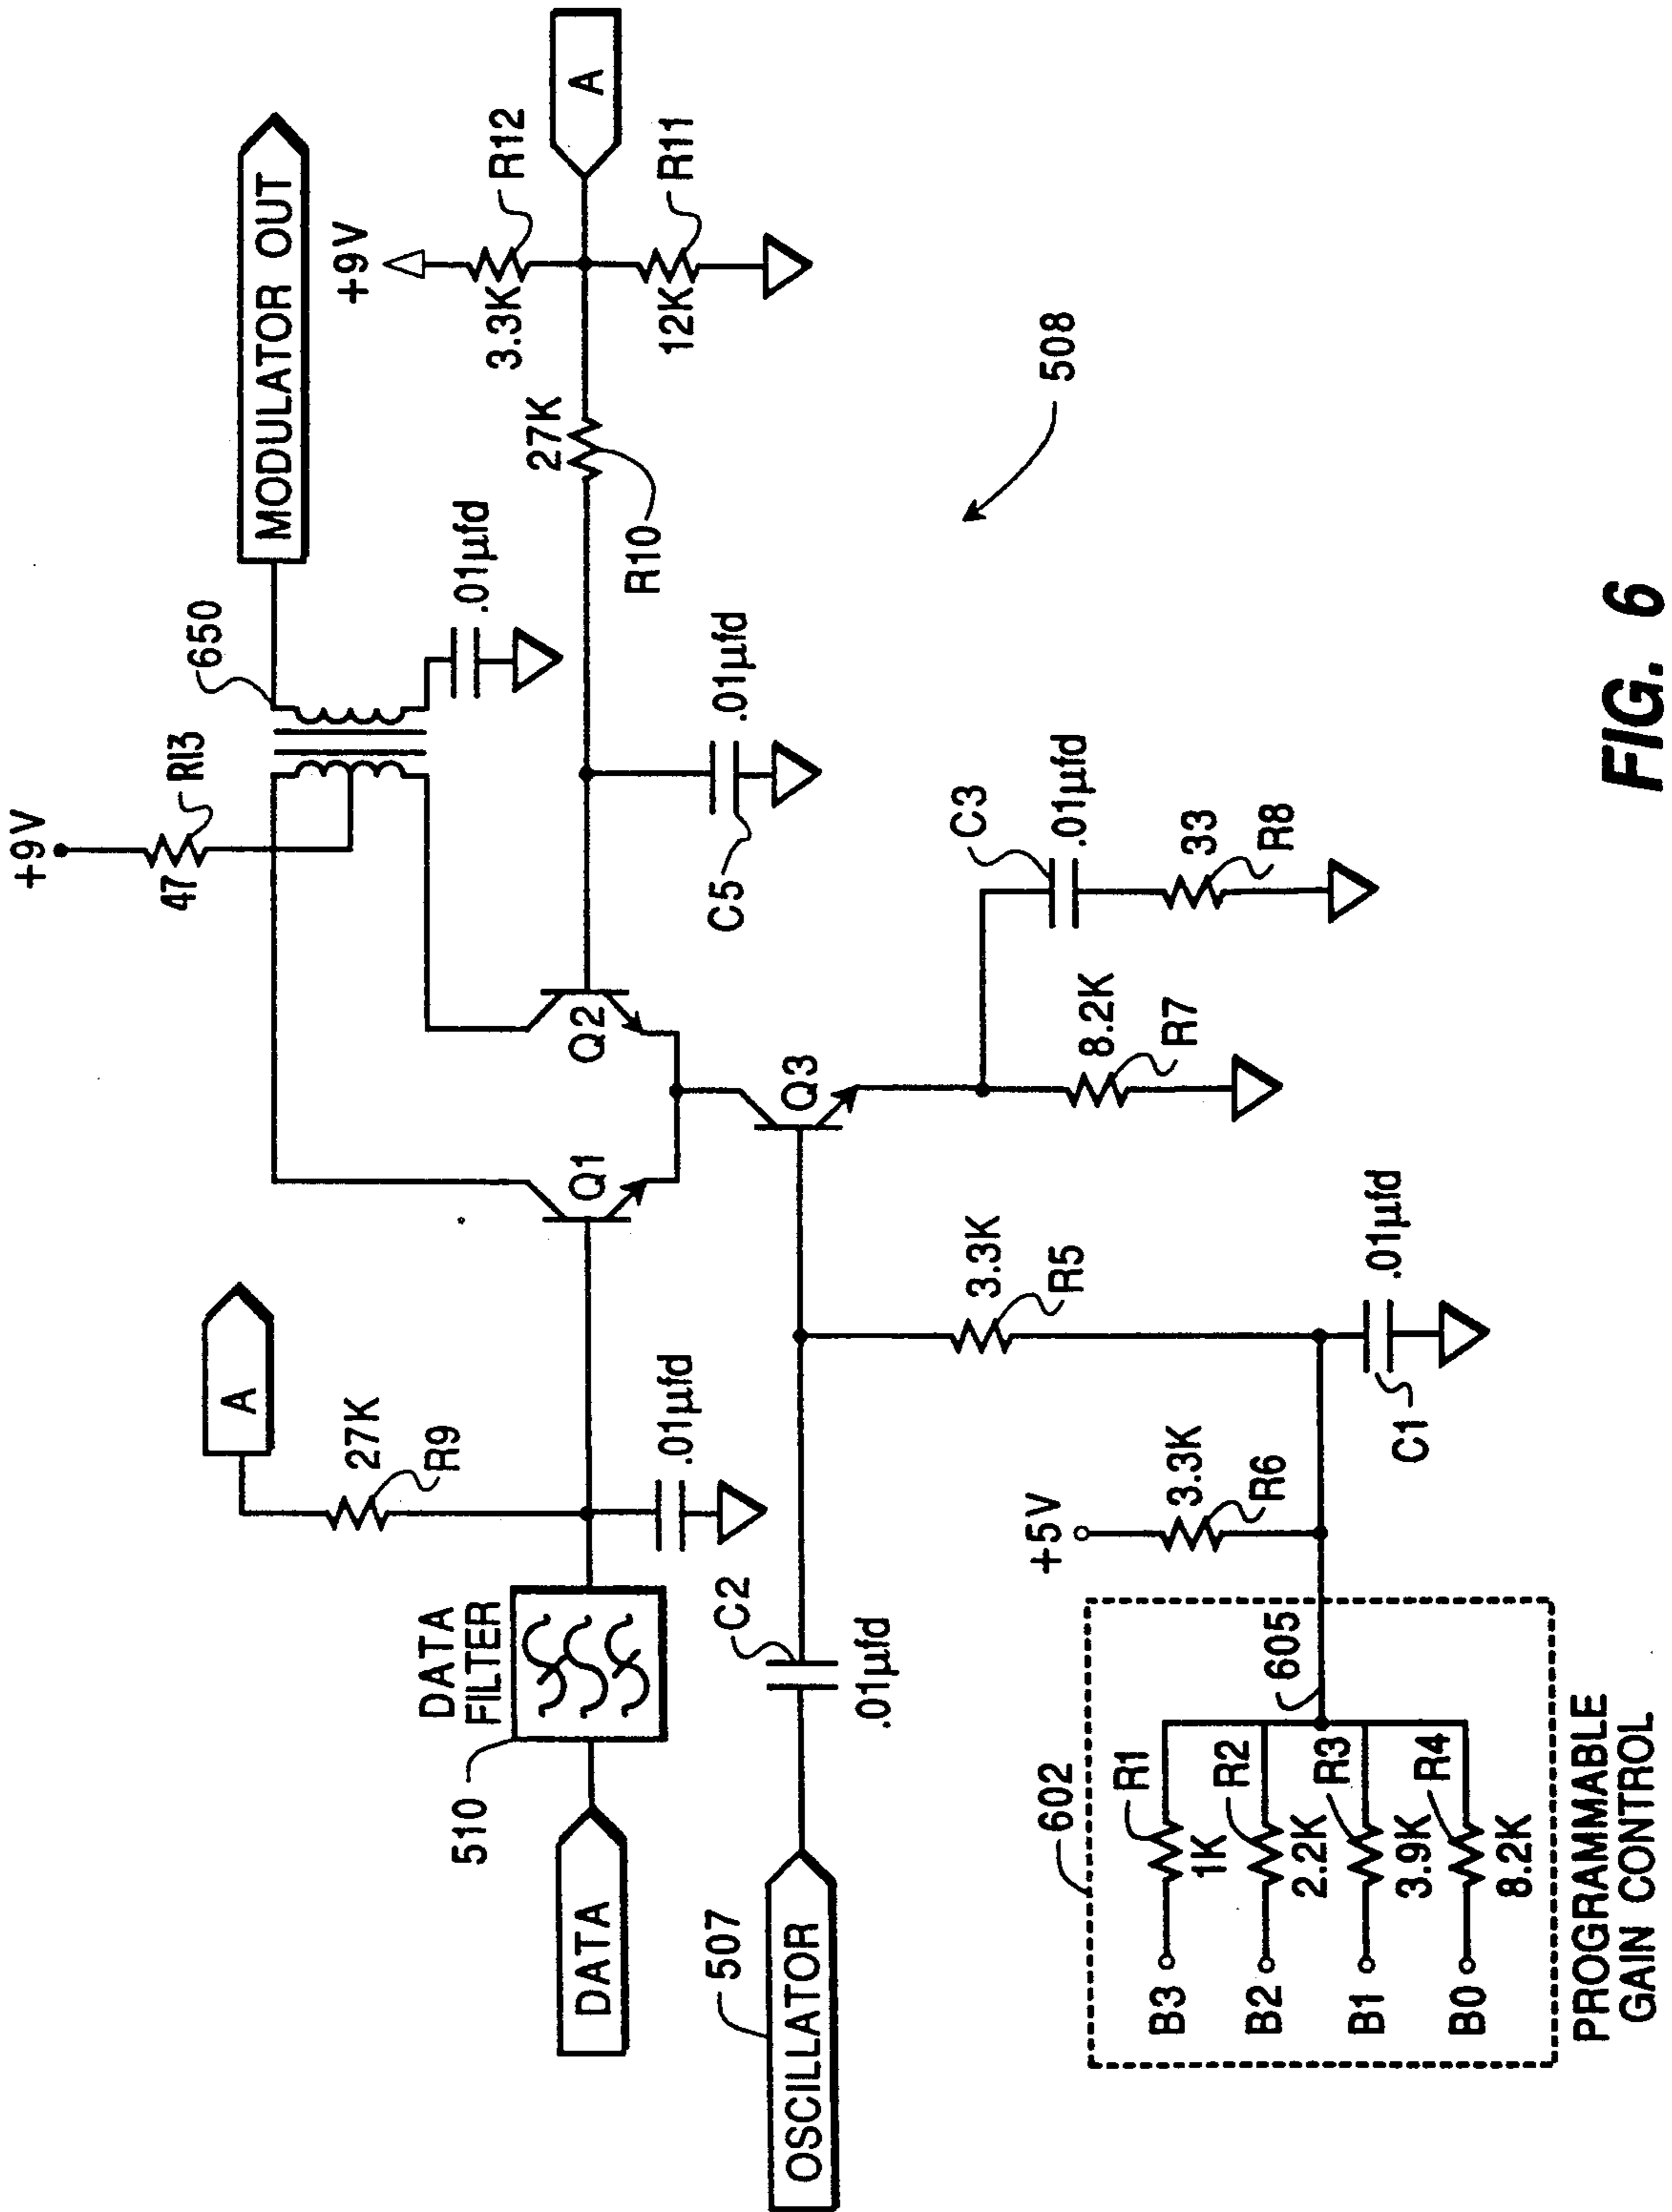 +9V
47
R13
650
MODULATOR OUT
.01µfd
+9V
3.3K
R12
A
12K
R11
27K
R10
A
27K
R9
DATA
FILTER
510
DATA
.01µfd
Q1
Q2
C5
.01µfd
508
507
OSCILLATOR
C2
.01µfd
Q3
3.3K
R5
8.2K
R7
C3
.01µfd
33
R8
+5V
3.3K
R6
C1
.01µfd
602
605
B3
1K
R1
B2
2.2K
R2
B1
3.9K
R3
B0
8.2K
R4
PROGRAMMABLE
GAIN CONTROL
FIG. 6